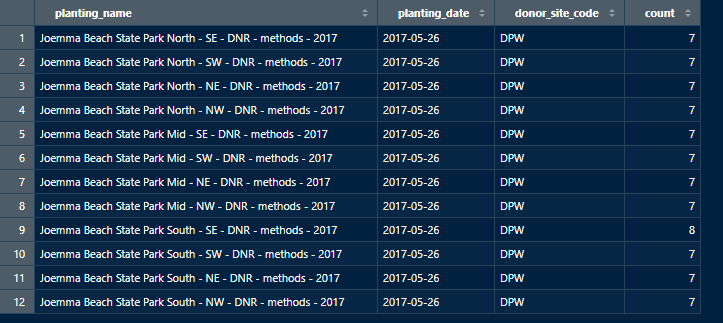 planting_name planting_date donor_site_code count
1 Joemma Beach State Park North - SE - DNR - methods - 2017 2017-05-26 DPW 7
2 Joemma Beach State Park North - SW - DNR - methods - 2017 2017-05-26 DPW 7
3 Joemma Beach State Park North - NE - DNR - methods - 2017 2017-05-26 DPW 7
4 Joemma Beach State Park North - NW - DNR - methods - 2017 2017-05-26 DPW 7
5 Joemma Beach State Park Mid - SE - DNR - methods - 2017 2017-05-26 DPW 7
6 Joemma Beach State Park Mid - SW - DNR - methods - 2017 2017-05-26 DPW 7
7 Joemma Beach State Park Mid - NE - DNR - methods - 2017 2017-05-26 DPW 7
8 Joemma Beach State Park Mid - NW - DNR - methods - 2017 2017-05-26 DPW 7
9 Joemma Beach State Park South - SE - DNR - methods - 2017 2017-05-26 DPW 8
10 Joemma Beach State Park South - SW - DNR - methods - 2017 2017-05-26 DPW 7
11 Joemma Beach State Park South - NE - DNR - methods - 2017 2017-05-26 DPW 7
12 Joemma Beach State Park South - NW - DNR - methods - 2017 2017-05-26 DPW 7